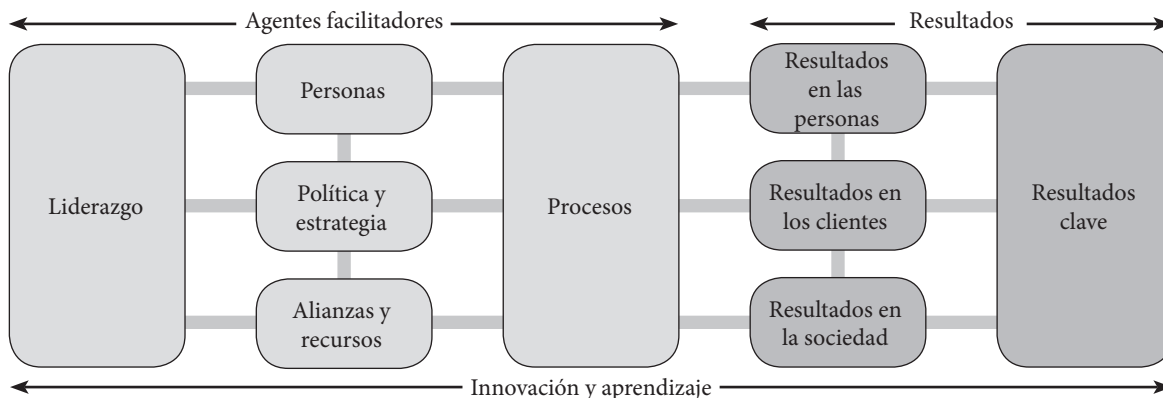 Agentes facilitadores
Resultados
Liderazgo
Personas
Política y
estrategia
Alianzas y
recursos
Procesos
Resultados
en las
personas
Resultados en
los clientes
Resultados en
la sociedad
Resultados
clave
Innovación y aprendizaje